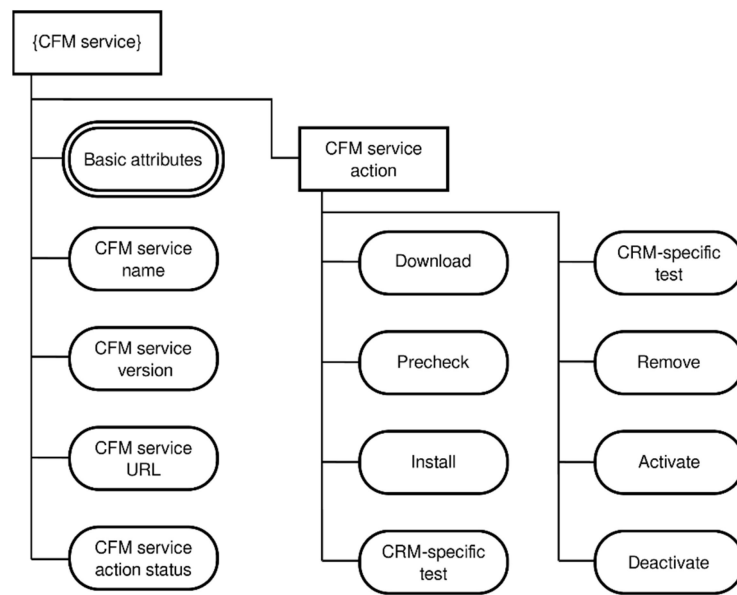 {CFM service}
Basic attributes
CFM service
name
CFM service
version
CFM service
URL
CFM service
action status
CFM service
action
Download
Precheck
Install
CRM-specific
test
CRM-specific
test
Remove
Activate
Deactivate